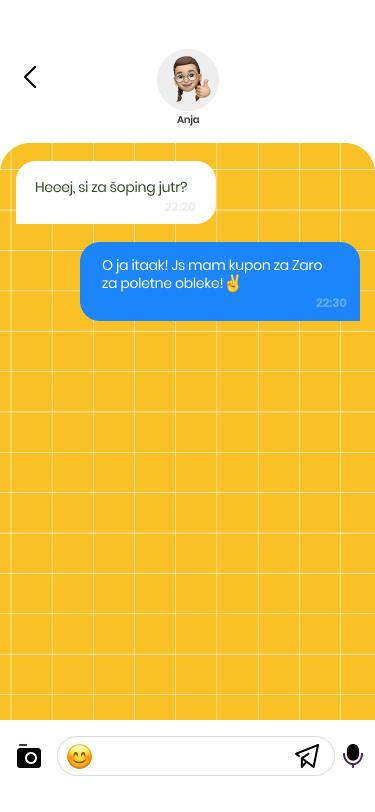 Anja
Heeej, si za šoping jutr?
22:20
O ja itaak! Js mam kupon za Zaro
za poletne obleke!✌️
22:30